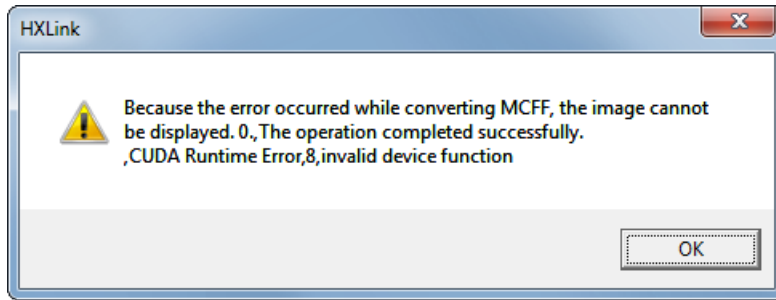 HXLink
Because the error occurred while converting MCFF, the image cannot
be displayed. 0.,The operation completed successfully.
,CUDA Runtime Error,8,invalid device function
OK